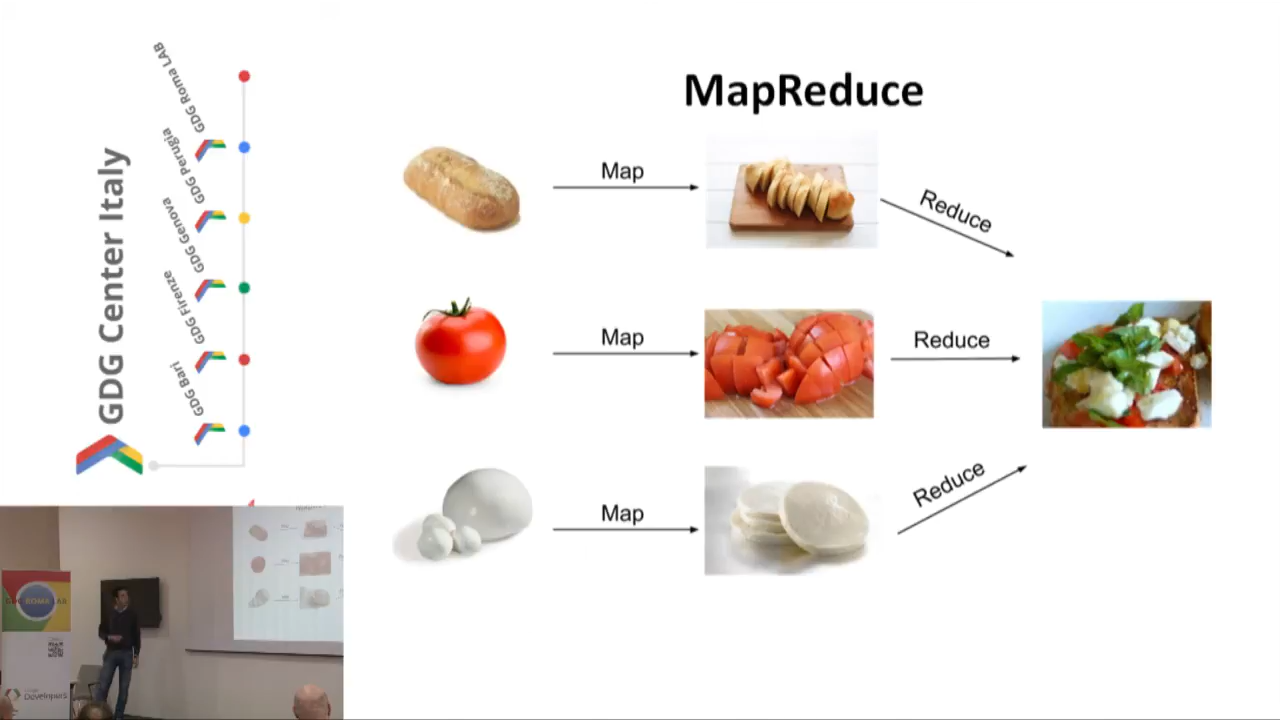 MapReduce
GDG Center Italy
GDG Roma LAB
GDG Perugia
GDG Genova
GDG Firenze
GDG Bari
Map
Reduce
Map
Reduce
Map
Reduce
Developers